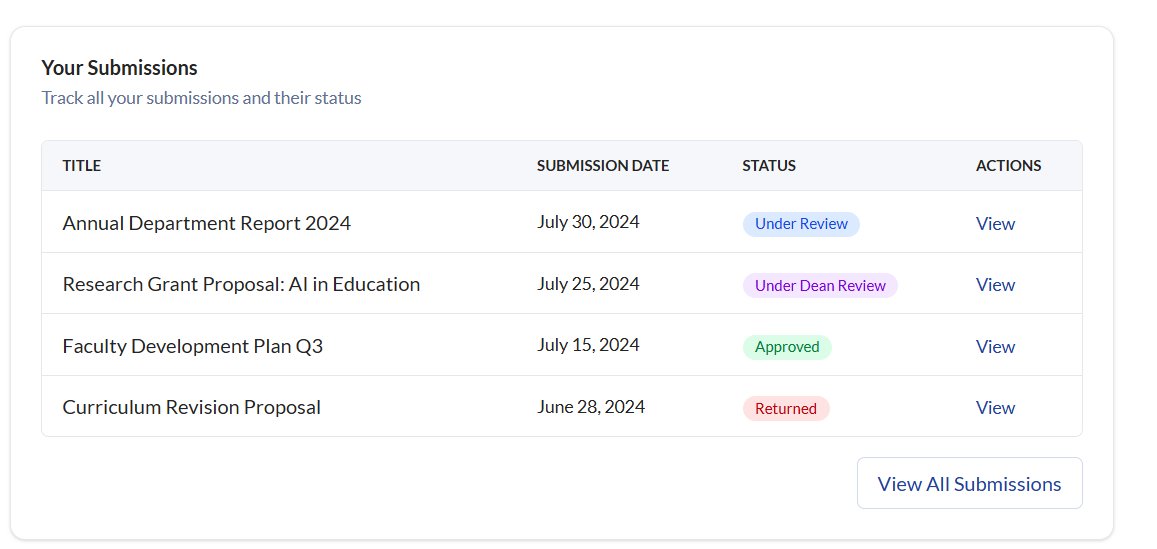 Your Submissions
Track all your submissions and their status
TITLE SUBMISSION DATE STATUS ACTIONS
Annual Department Report 2024 July 30, 2024 Under Review View
Research Grant Proposal: AI in Education July 25, 2024 Under Dean Review View
Faculty Development Plan Q3 July 15, 2024 Approved View
Curriculum Revision Proposal June 28, 2024 Returned View
View All Submissions